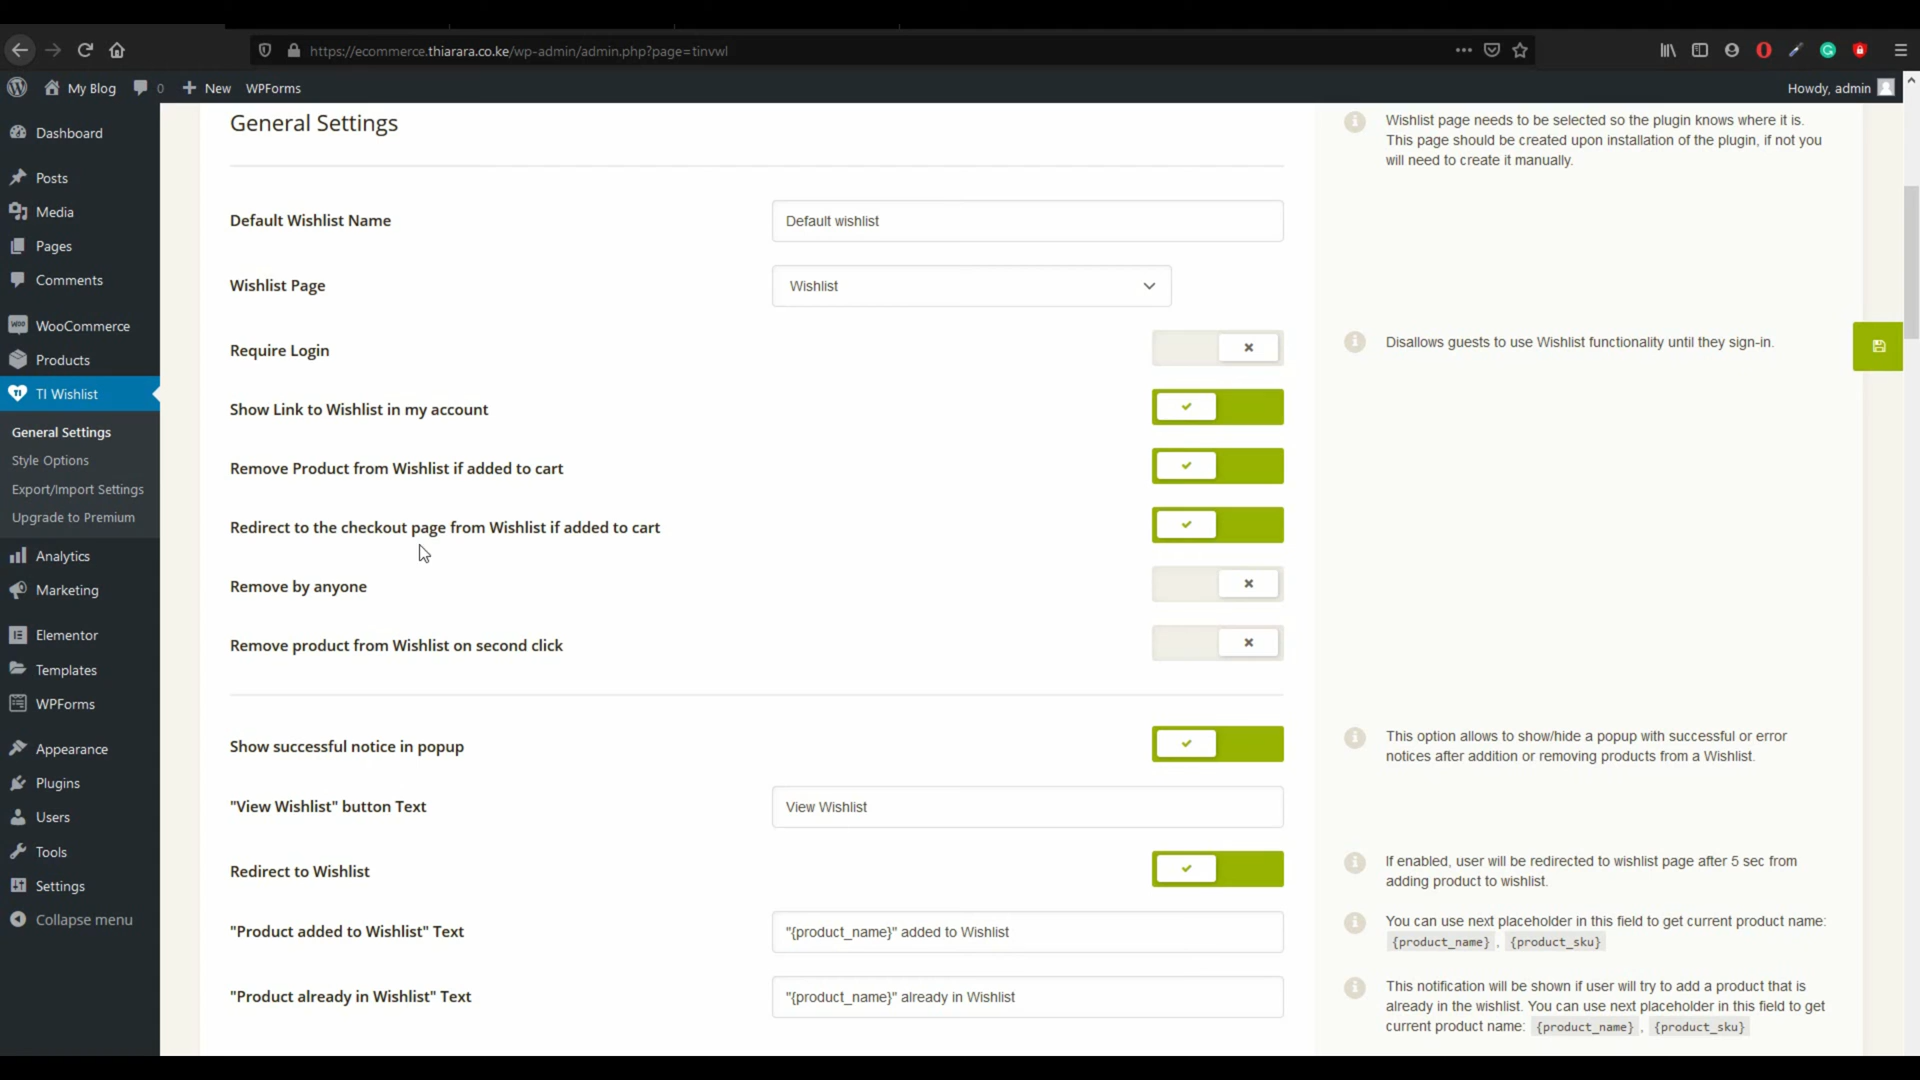 https://ecommerce.thiarara.co.ke/wp-admin/admin.php?page=tinvwl
My Blog
0
New
WPForms
Howdy, admin
Dashboard
Posts
Media
Pages
Comments
WooCommerce
Products
TI Wishlist
General Settings
Style Options
Export/Import Settings
Upgrade to Premium
Analytics
Marketing
Elementor
Templates
WPForms
Appearance
Plugins
Users
Tools
Settings
Collapse menu
General Settings
Wishlist page needs to be selected so the plugin knows where it is.
This page should be created upon installation of the plugin, if not you
will need to create it manually.
Default Wishlist Name
Default wishlist
Wishlist Page
Wishlist
Require Login
Disallows guests to use Wishlist functionality until they sign-in.
Show Link to Wishlist in my account
Remove Product from Wishlist if added to cart
Redirect to the checkout page from Wishlist if added to cart
Remove by anyone
Remove product from Wishlist on second click
Show successful notice in popup
This option allows to show/hide a popup with successful or error
notices after addition or removing products from a Wishlist.
"View Wishlist" button Text
View Wishlist
Redirect to Wishlist
If enabled, user will be redirected to wishlist page after 5 sec from
adding product to wishlist.
"Product added to Wishlist" Text
"{product_name}" added to Wishlist
You can use next placeholder in this field to get current product name:
{product_name} , {product_sku}
"Product already in Wishlist" Text
"{product_name}" already in Wishlist
This notification will be shown if user will try to add a product that is
already in the wishlist. You can use next placeholder in this field to get
current product name: {product_name} , {product_sku}